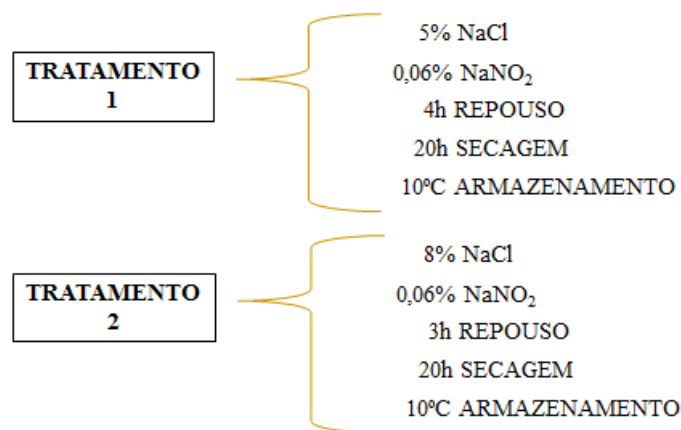 TRATAMENTO
1
5% NaCl
0,06% NaNO₂
4h REPOUSO
20h SECAGEM
10ºC ARMAZENAMENTO
TRATAMENTO
2
8% NaCl
0,06% NaNO₂
3h REPOUSO
20h SECAGEM
10ºC ARMAZENAMENTO